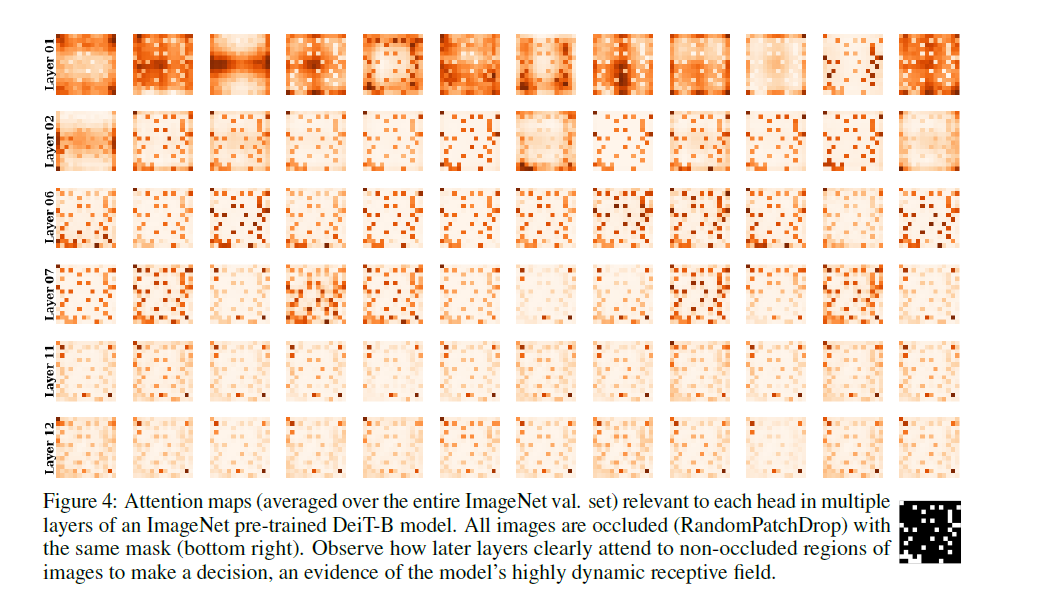 Layer 01
Layer 02
Layer 06
Layer 07
Layer 11
Layer 12
Figure 4: Attention maps (averaged over the entire ImageNet val. set) relevant to each head in multiple
layers of an ImageNet pre-trained DeiT-B model. All images are occluded (RandomPatchDrop) with
the same mask (bottom right). Observe how later layers clearly attend to non-occluded regions of
images to make a decision, an evidence of the model's highly dynamic receptive field.